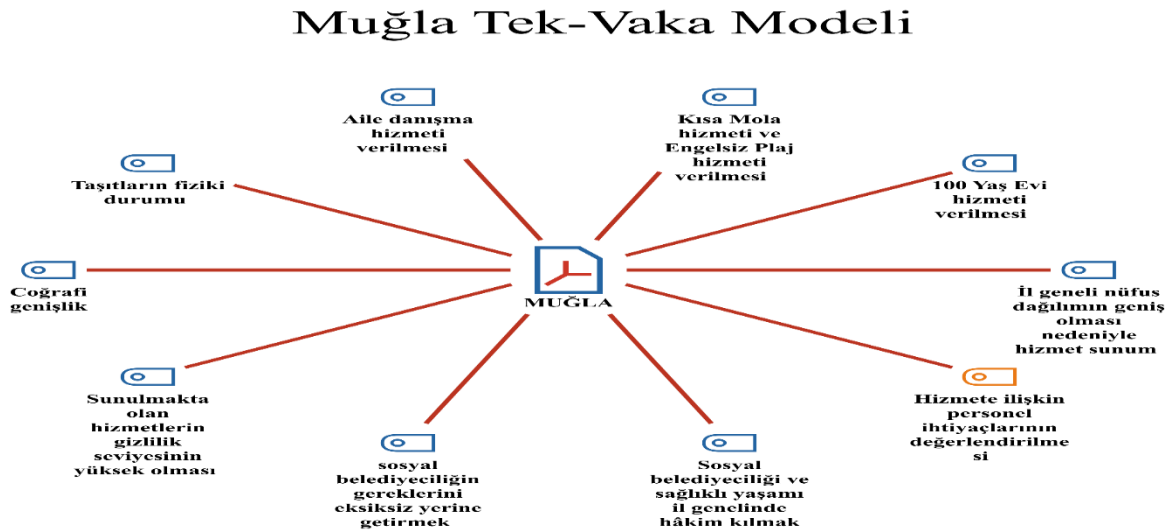 Muğla Tek-Vaka Modeli
Aile danışma
hizmeti
verilmesi
Kısa Mola
hizmeti ve
Engelsiz Plaj
hizmeti
verilmesi
Taşıtların fiziki
durumu
100 Yaş Evi
hizmeti
verilmesi
Coğrafi
genişlik
MUĞLA
İl geneli nüfus
dağılımın geniş
olması
nedeniyle
hizmet sunum
Sunulmakta
olan
hizmetlerin
gizlilik
seviyesinin
yüksek olması
sosyal
belediyeciliğin
gereklerini
eksiksiz yerine
getirmek
Sosyal
belediyeciliği ve
sağlıklı yaşamı
il genelinde
hâkim kılmak
Hizmete ilişkin
personel
ihtiyaçlarının
değerlendirilme
si